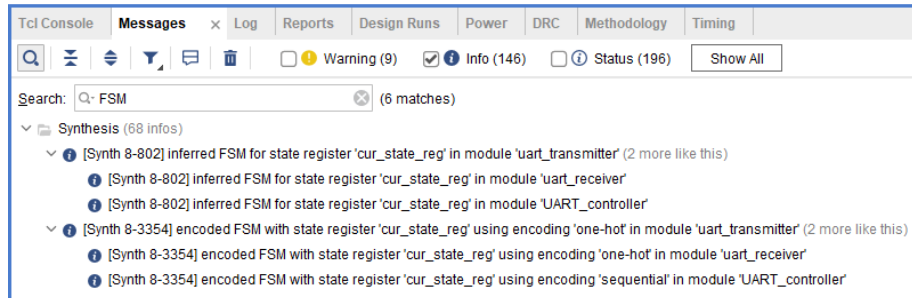 Tcl Console Messages × Log Reports Design Runs Power DRC Methodology Timing
Warning (9) Info (146) Status (196) Show All
Search: FSM (6 matches)
Synthesis (68 infos)
[Synth 8-802] inferred FSM for state register 'cur_state_reg' in module 'uart_transmitter' (2 more like this)
[Synth 8-802] inferred FSM for state register 'cur_state_reg' in module 'uart_receiver'
[Synth 8-802] inferred FSM for state register 'cur_state_reg' in module 'UART_controller'
[Synth 8-3354] encoded FSM with state register 'cur_state_reg' using encoding 'one-hot' in module 'uart_transmitter' (2 more like this)
[Synth 8-3354] encoded FSM with state register 'cur_state_reg' using encoding 'one-hot' in module 'uart_receiver'
[Synth 8-3354] encoded FSM with state register 'cur_state_reg' using encoding 'sequential' in module 'UART_controller'